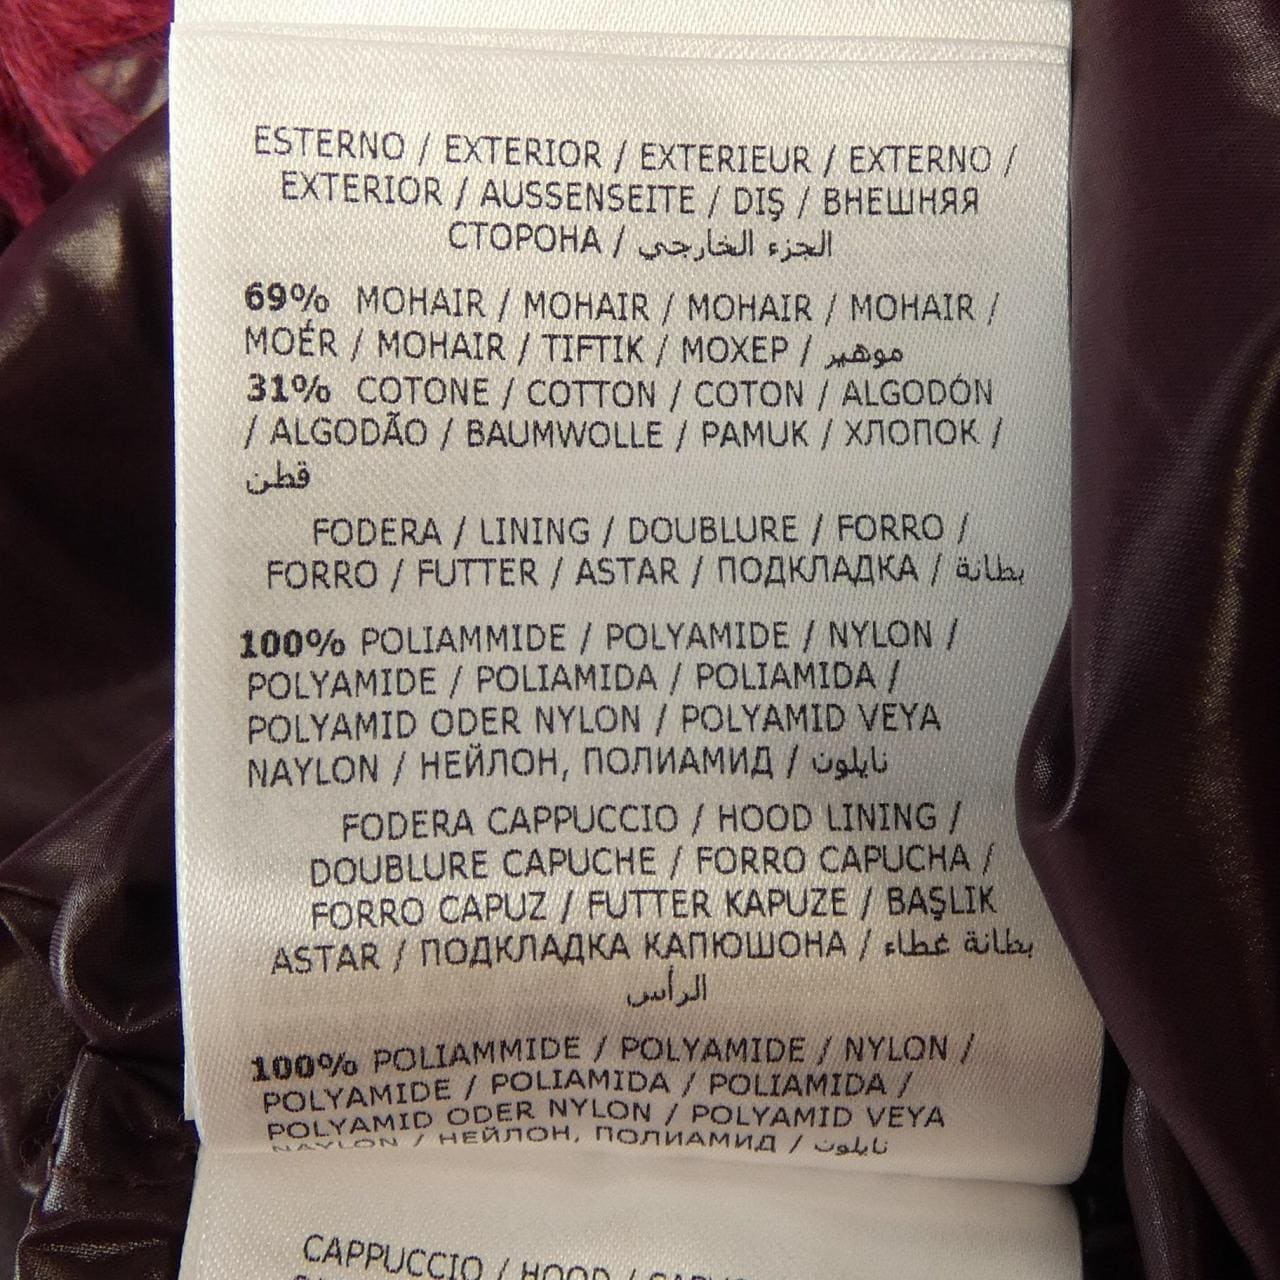 ESTERNO / EXTERIOR / EXTERIEUR / EXTERNO /
EXTERIOR / AUSSENSEITE / DIŞ / ВНЕШНЯЯ
СТОРОНА / الجزء الخارجي
69% MOHAIR / MOHAIR / MOHAIR / MOHAIR /
MOÉR / MOHAIR / TIFTIK / МОХЕР / موهير
31% COTONE / COTTON / COTON / ALGODÓN
/ ALGODÃO / BAUMWOLLE / PAMUK / ХЛОПОК /
قطن
FODERA / LINING / DOUBLURE / FORRO /
FORRO / FUTTER / ASTAR / ПОДКЛАДКА / بطانة
100% POLIAMMIDE / POLYAMIDE / NYLON /
POLYAMIDE / POLIAMIDA / POLIAMIDA /
POLYAMID ODER NYLON / POLYAMID VEYA
NAYLON / НЕЙЛОН, ПОЛИАМИД / نايلون
FODERA CAPPUCCIO / HOOD LINING /
DOUBLURE CAPUCHE / FORRO CAPUCHA /
FORRO CAPUZ / FUTTER KAPUZE / BAŞLIK
ASTAR / ПОДКЛАДКА КАПЮШОНА / بطانة غطاء
الرأس
100% POLIAMMIDE / POLYAMIDE / NYLON /
POLYAMIDE / POLIAMIDA / POLIAMIDA /
POLYAMID ODER NYLON / POLYAMID VEYA
NAYLON / НЕЙЛОН, ПОЛИАМИД / نايلون
CAPPUCCIO / HOOD /